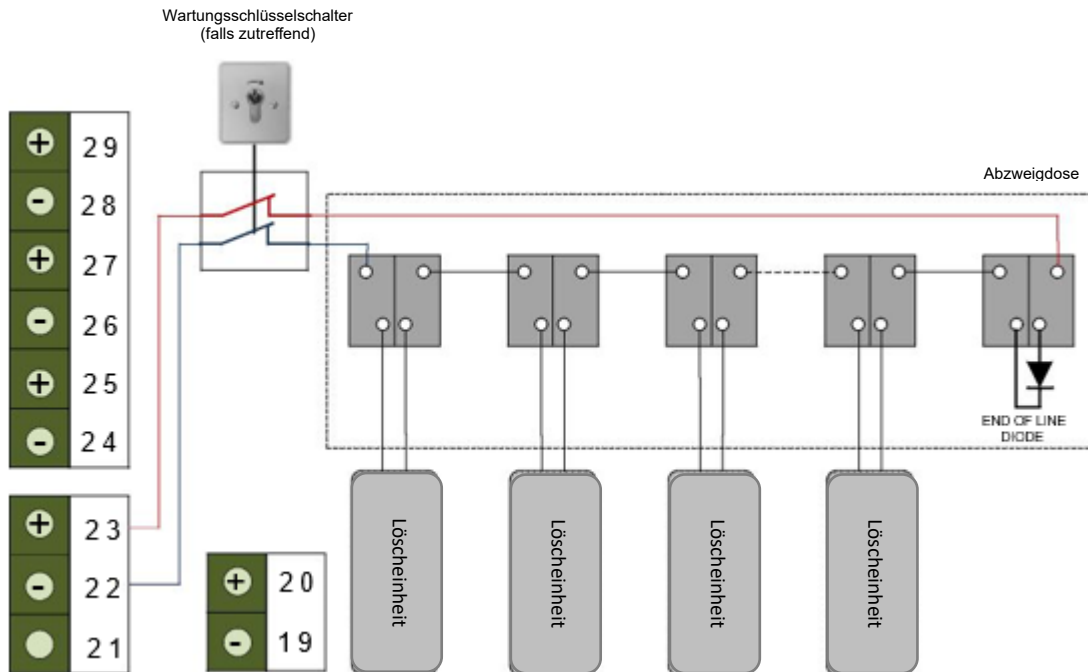 Wartungsschlüsselschalter
(falls zutreffend)
Abzweigdose
+ 29
- 28
+ 27
- 26
+ 25
- 24
+ 23
- 22
21
+ 20
- 19
END OF LINE
DIODE
Löscheinheit
Löscheinheit
Löscheinheit
Löscheinheit